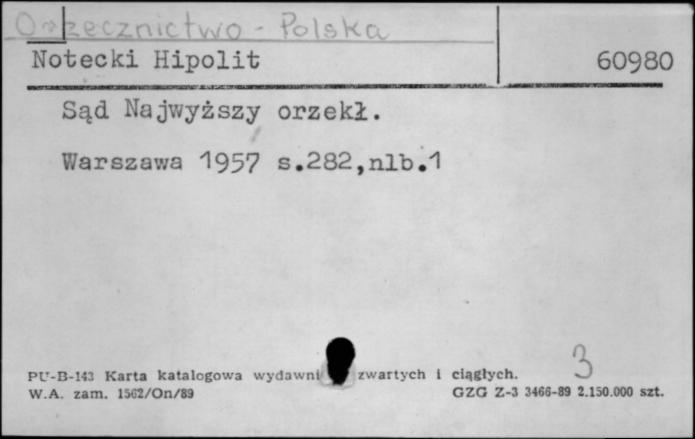 Orzecznictwo - Polska
Notecki Hipolit 60980
Sąd Najwyższy orzekł.
Warszawa 1957 s.282,nlb.1
3
PU-B-143 Karta katalogowa wydawni zwartych i ciągłych.
W.A. zam. 1562/On/89 GZG Z-3 3466-89 2.150.000 szt.